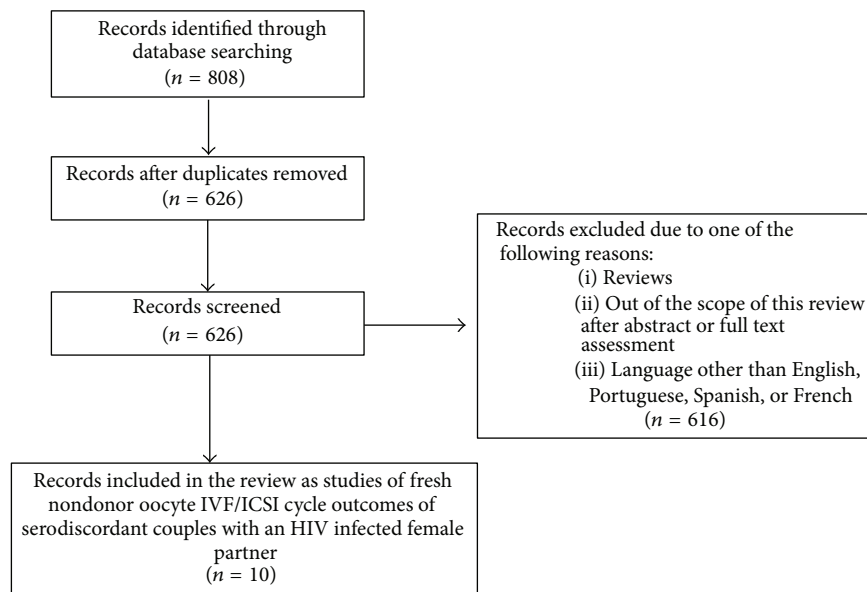 Records identified through
database searching
(n = 808)
Records after duplicates removed
(n = 626)
Records screened
(n = 626)
Records excluded due to one of the
following reasons:
(i) Reviews
(ii) Out of the scope of this review
after abstract or full text
assessment
(iii) Language other than English,
Portuguese, Spanish, or French
(n = 616)
Records included in the review as studies of fresh
nondonor oocyte IVF/ICSI cycle outcomes of
serodiscordant couples with an HIV infected female
partner
(n = 10)